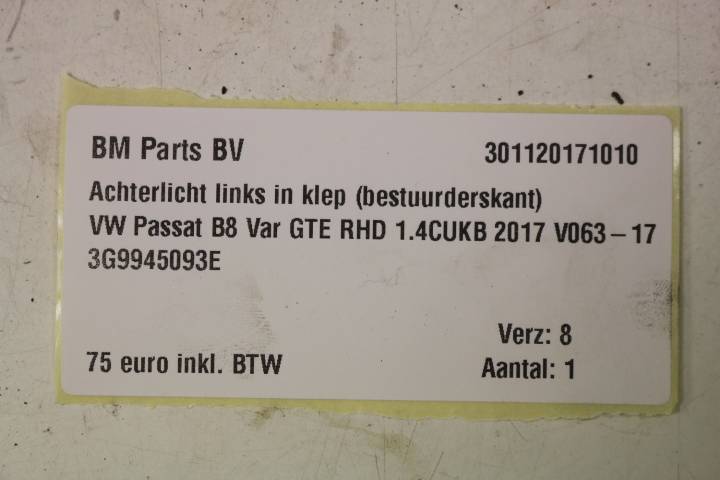 BM Parts BV 301120171010
Achterlicht links in klep (bestuurderskant)
VW Passat B8 Var GTE RHD 1.4CUKB 2017 V063-17
3G9945093E
Verz: 8
75 euro inkl. BTW Aantal: 1